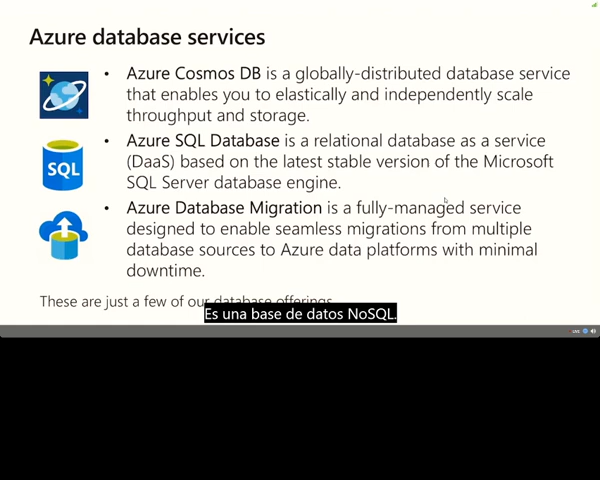 Azure database services
• Azure Cosmos DB is a globally-distributed database service
that enables you to elastically and independently scale
throughput and storage.
• Azure SQL Database is a relational database as a service
(DaaS) based on the latest stable version of the Microsoft
SQL Server database engine.
SQL
• Azure Database Migration is a fully-managed service
designed to enable seamless migrations from multiple
database sources to Azure data platforms with minimal
downtime.
These are just a few of our database offerings
Es una base de datos NoSQL.
LIVE